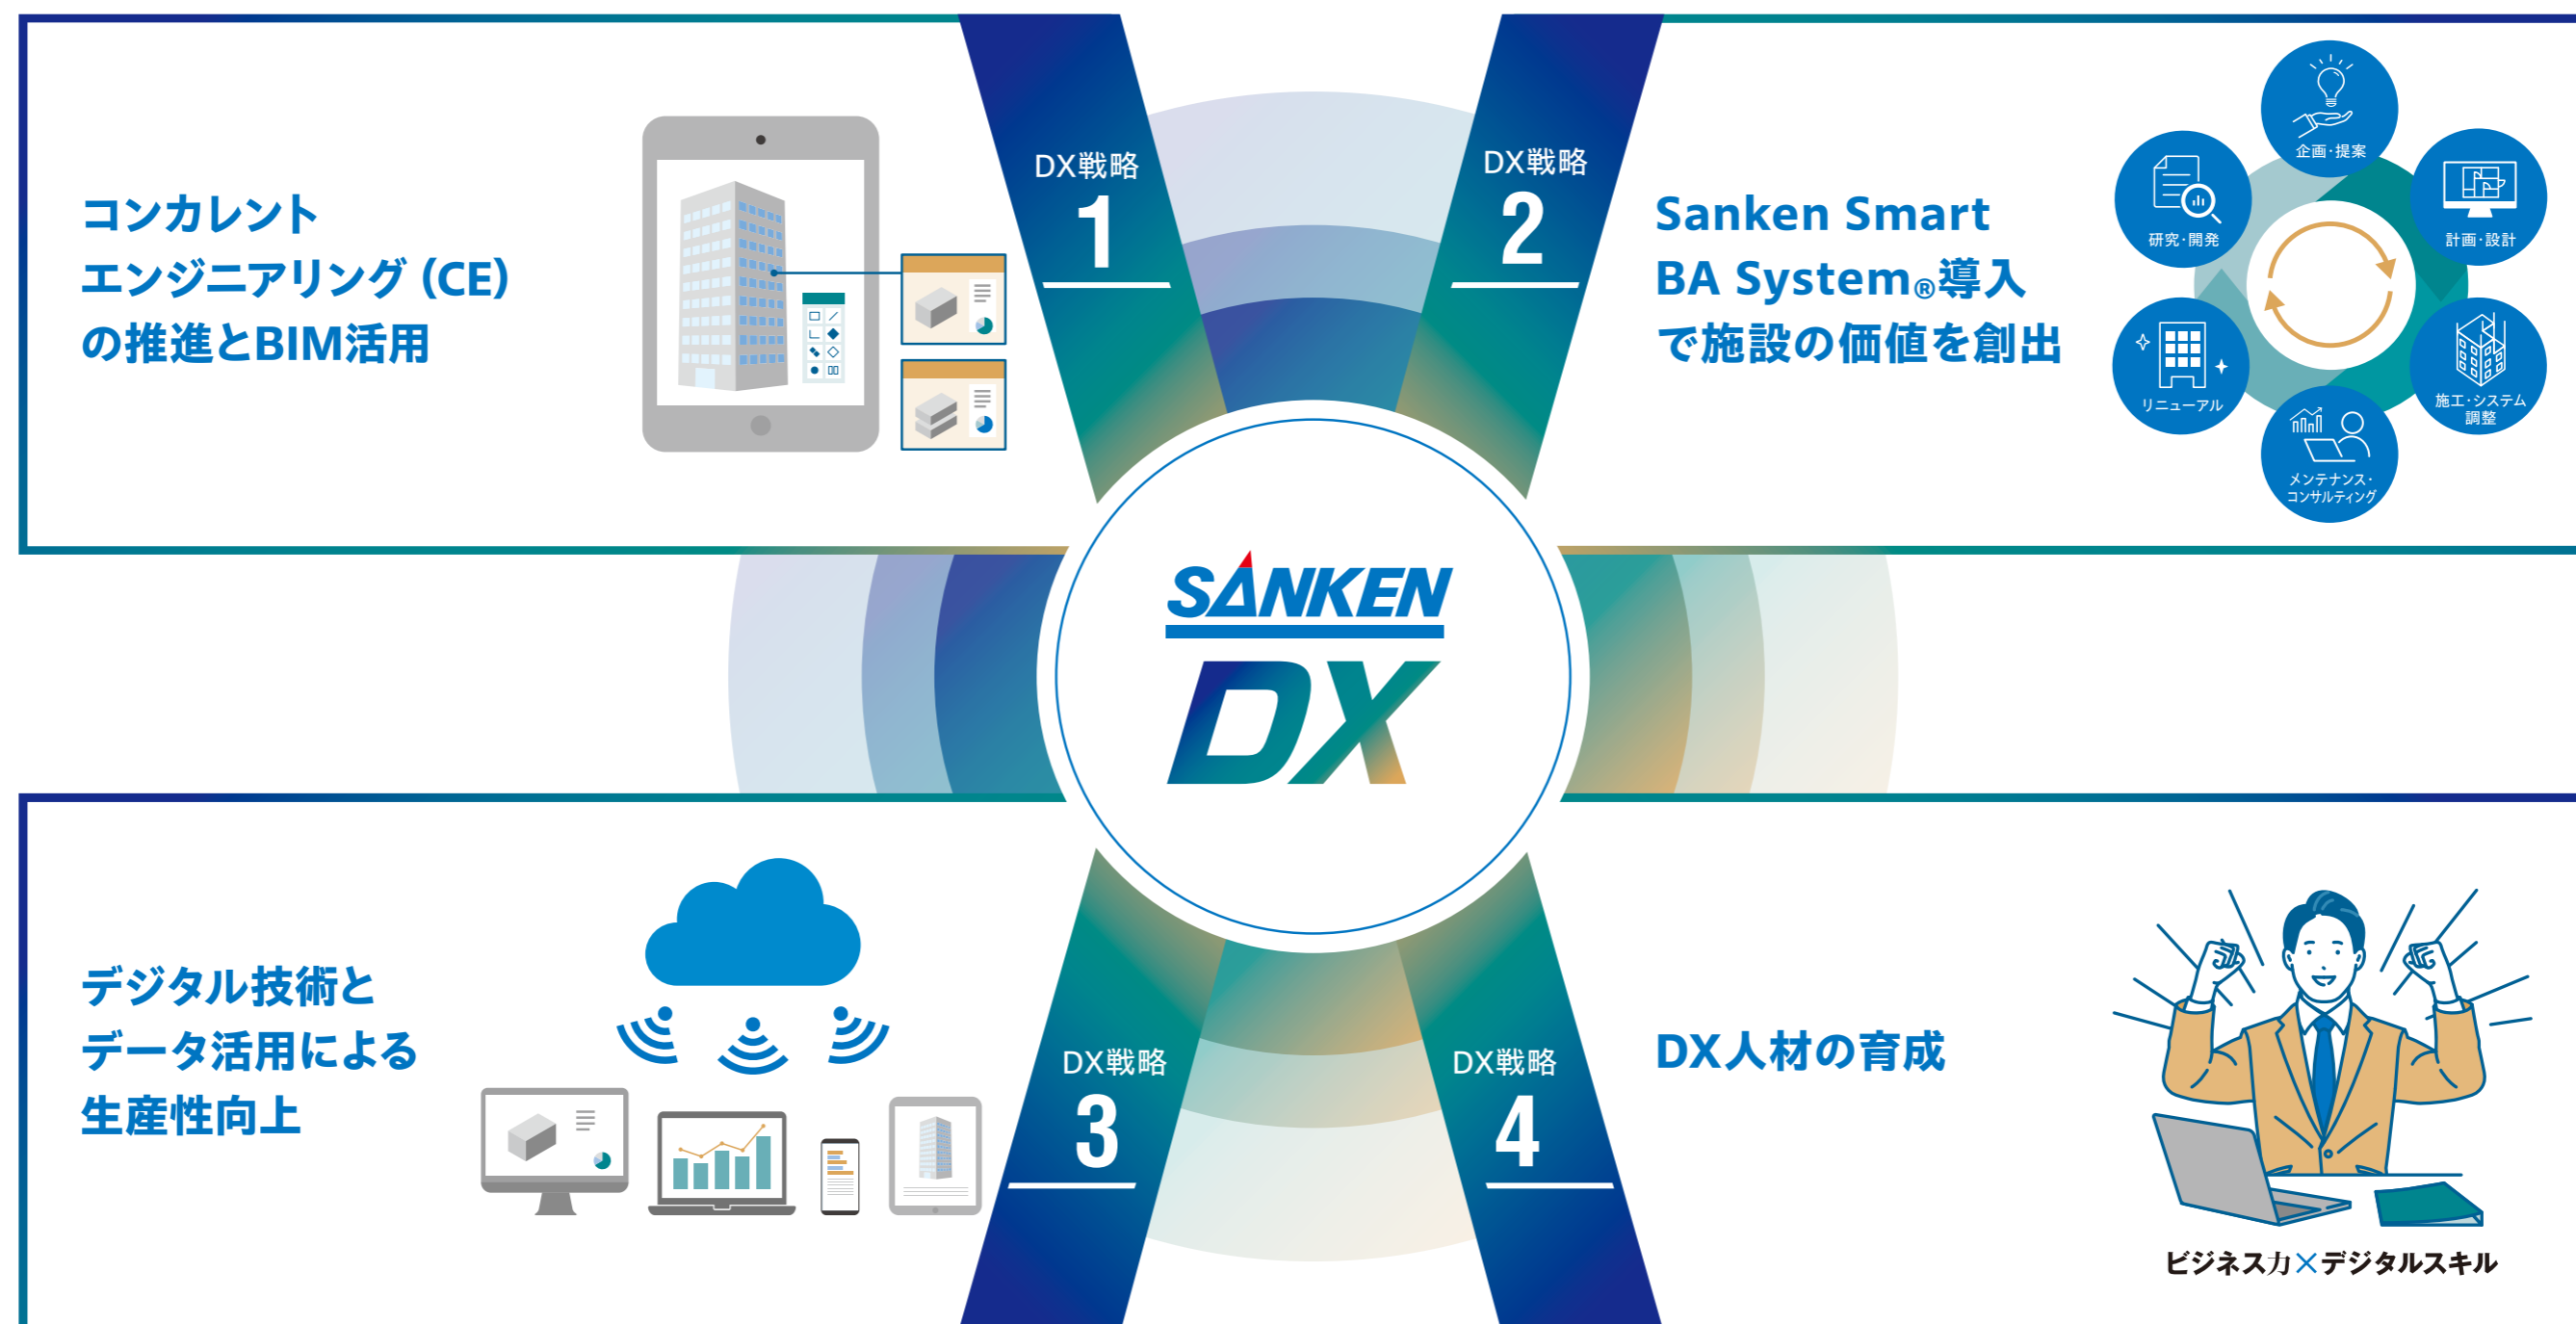 DX戦略
1
コンカレント
エンジニアリング（CE）
の推進とBIM活用
DX戦略
2
Sanken Smart
BA System®導入
で施設の価値を創出
企画・提案
計画・設計
施工・システム
調整
メンテナンス・
コンサルティング
リニューアル
研究・開発
SANKEN
DX
DX戦略
3
デジタル技術と
データ活用による
生産性向上
DX戦略
4
DX人材の育成
ビジネス力×デジタルスキル